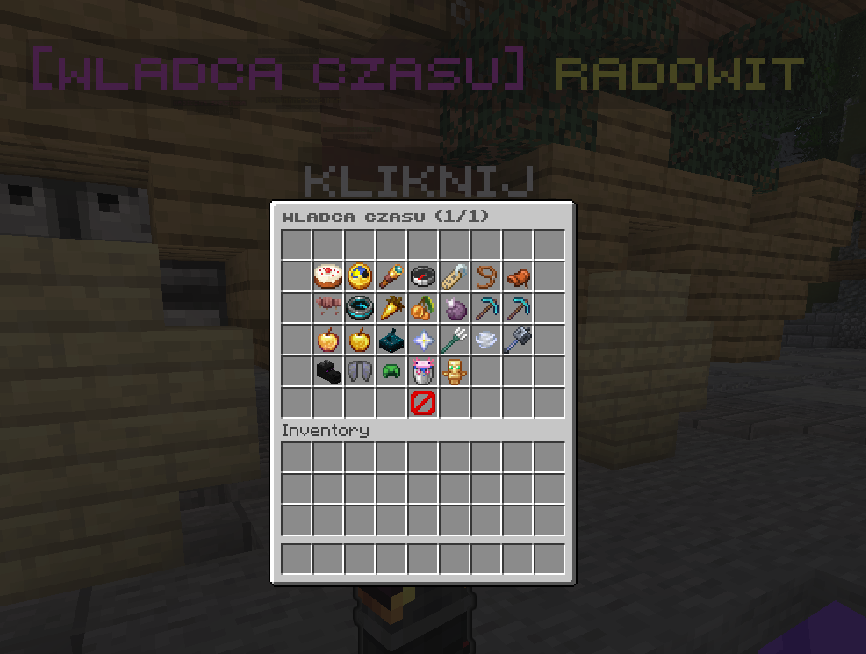 [WLADCA CZASU] RADOWIT
KLIKNIJ
WLADCA CZASU (1/1)
Inventory